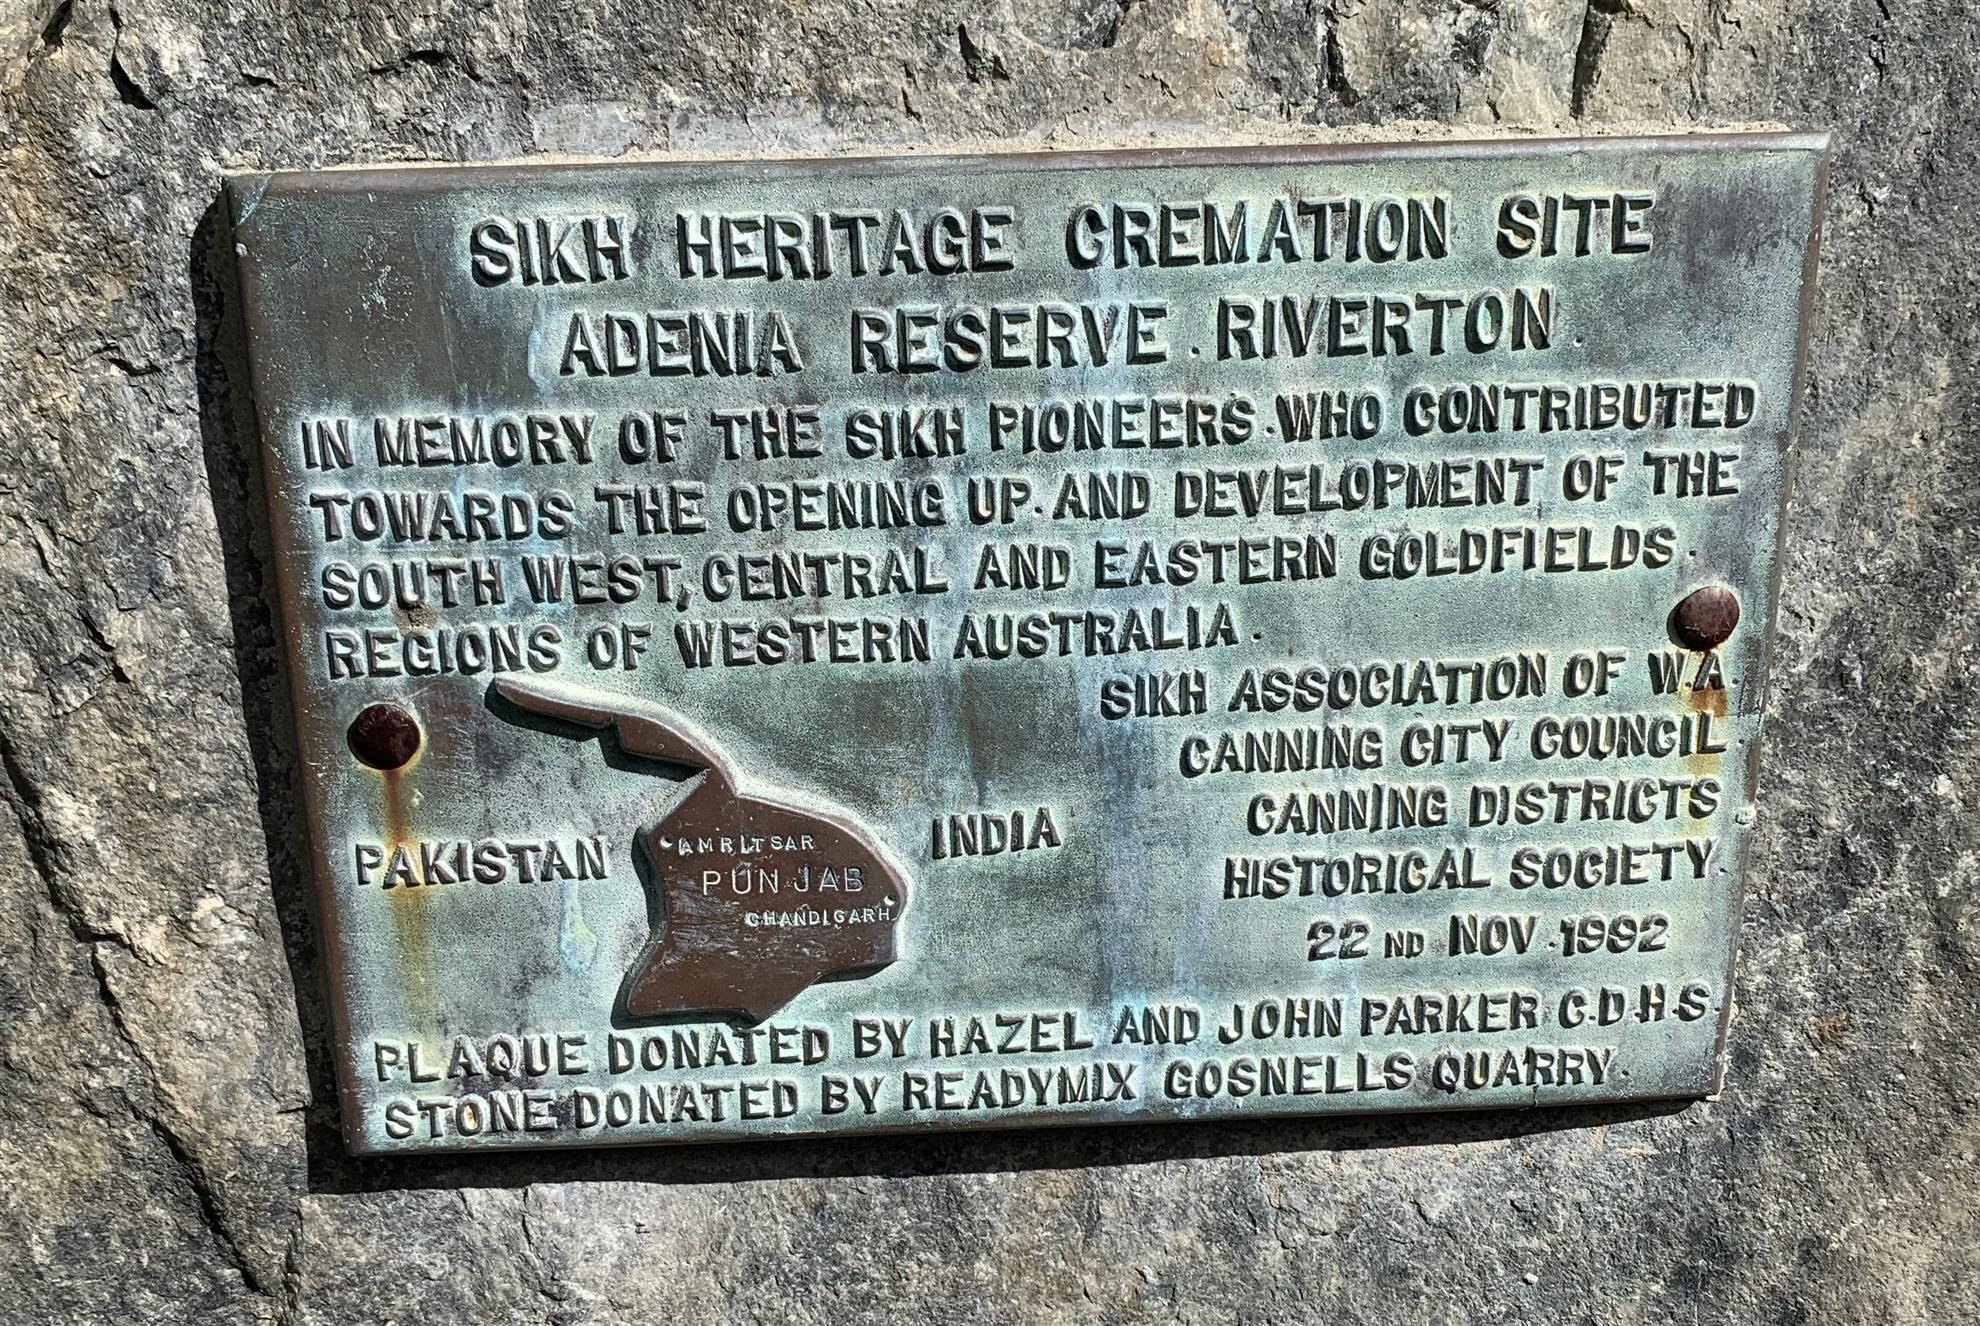 SIKH HERITAGE CREMATION SITE
ADENIA RESERVE . RIVERTON .
IN MEMORY OF THE SIKH PIONEERS . WHO CONTRIBUTED
TOWARDS THE OPENING UP . AND DEVELOPMENT OF THE
SOUTH WEST, CENTRAL AND EASTERN GOLDFIELDS .
REGIONS OF WESTERN AUSTRALIA .
SIKH ASSOCIATION OF W.A.
CANNING CITY COUNCIL.
CANNING DISTRICTS
HISTORICAL SOCIETY.
22 ND NOV . 1992
PAKISTAN
AMRITSAR
PUNJAB
CHANDIGARH
INDIA
PLAQUE DONATED BY HAZEL AND JOHN PARKER C.D.H.S.
STONE DONATED BY READYMIX GOSNELLS QUARRY.